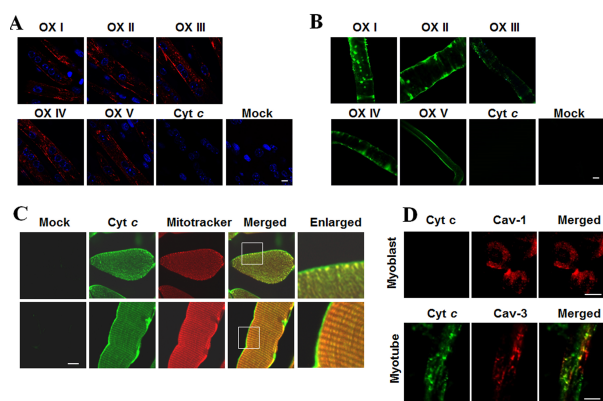 A
OX I OX II OX III
OX IV OX V Cyt c Mock
B
OX I OX II OX III
OX IV OX V Cyt c Mock
C
Mock Cyt c Mitotracker Merged Enlarged
D
Cyt c Cav-1 Merged
Myoblast
Cyt c Cav-3 Merged
Myotube